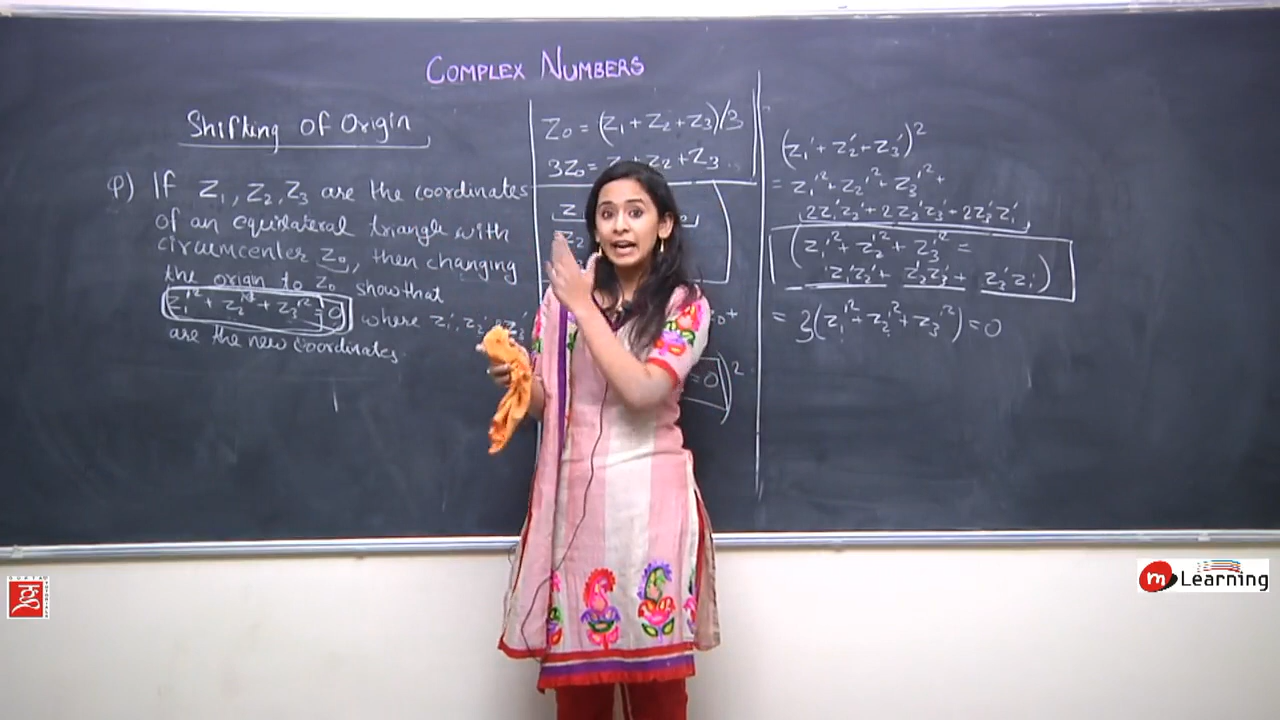 COMPLEX NUMBERS
Shifting of Origin
Q) If Z₁, Z₂, Z₃ are the coordinates
of an equilateral triangle with
circumcenter Z₀, then changing
the origin to Z₀ show that
Z₁'² + Z₂'² + Z₃'² = 0 where Z₁', Z₂' & Z₃'
are the new coordinates.
Z₀ = (Z₁ + Z₂ + Z₃)/3
3Z₀ = Z₁ + Z₂ + Z₃
= 0)²
(Z₁' + Z₂' + Z₃')²
= Z₁'² + Z₂'² + Z₃'² +
2Z₁'Z₂' + 2Z₂'Z₃' + 2Z₃'Z₁'
(Z₁'² + Z₂'² + Z₃'² =
Z₁'Z₂' + Z₂'Z₃' + Z₃'Z₁')
= 3(Z₁'² + Z₂'² + Z₃'²) = 0
GUPTA TUTORIALS
m Learning